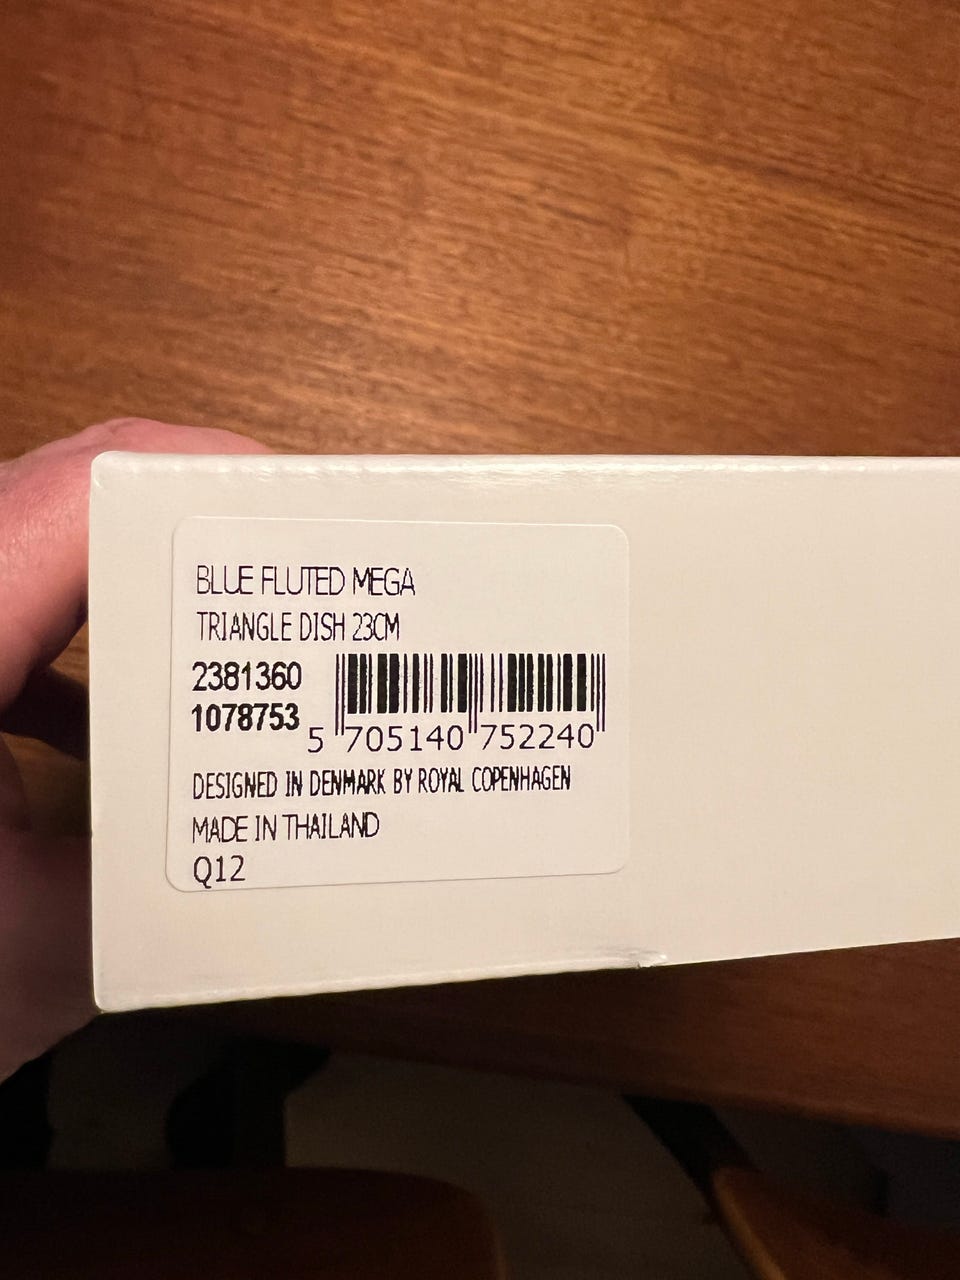 BLUE FLUTED MEGA
TRIANGLE DISH 23CM
2381360
1078753
5 705140 752240
DESIGNED IN DENMARK BY ROYAL COPENHAGEN
MADE IN THAILAND
Q12